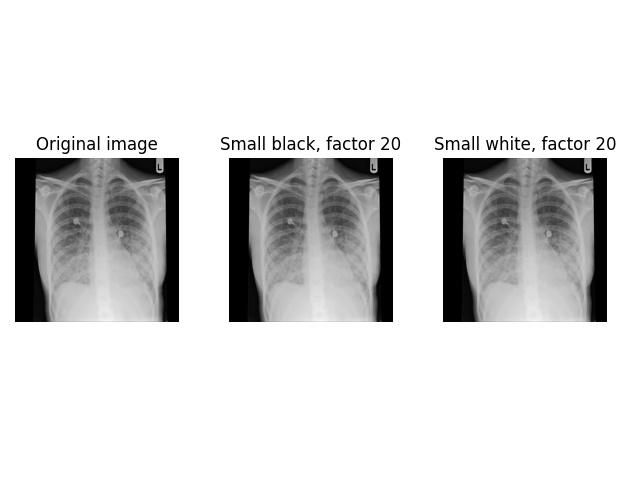 Original image
Small black, factor 20
Small white, factor 20
L
L
L